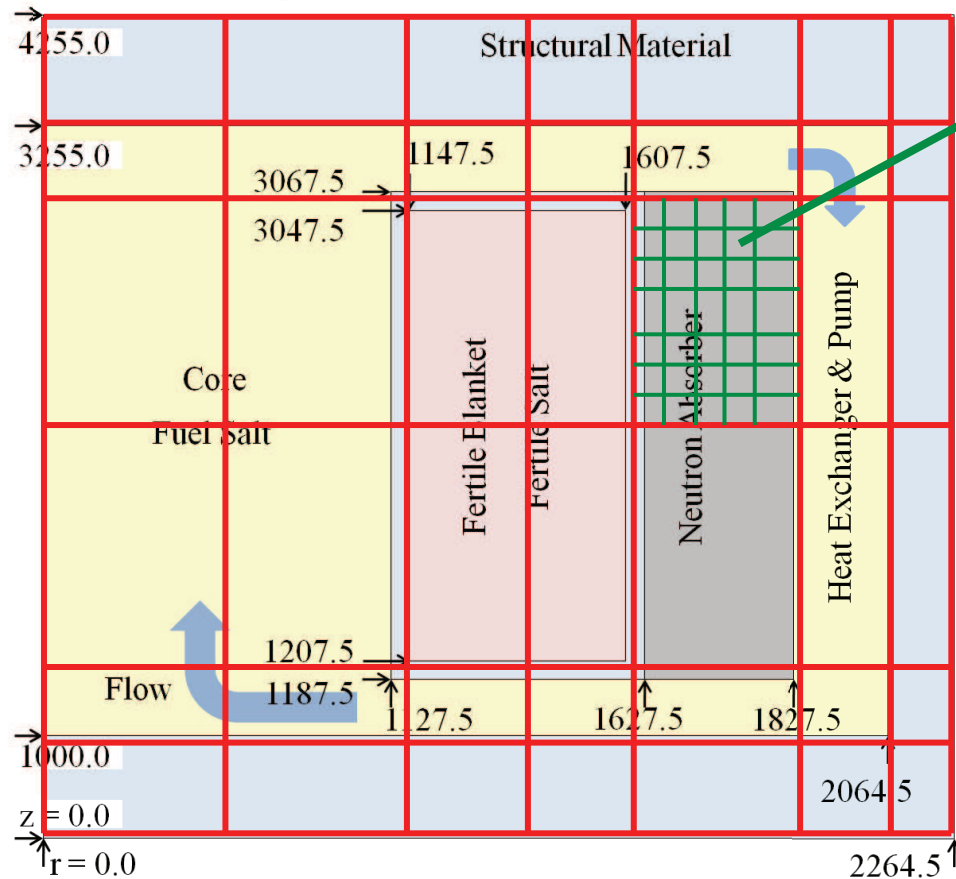 4255.0
Structural Material
3255.0
1147.5
1607.5
3067.5
3047.5
Core
Fuel Salt
Fertile Blanket
Fertile Salt
Neutron Absorber
Heat Exchanger & Pump
1207.5
Flow
1187.5
1127.5
1627.5
1827.5
1000.0
2064.5
z = 0.0
r = 0.0
2264.5